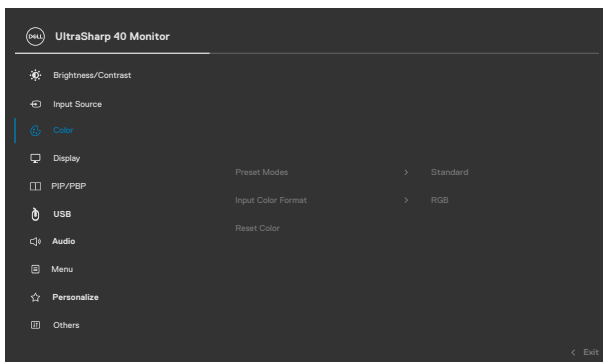 DELL UltraSharp 40 Monitor
Brightness/Contrast
Input Source
Color
Display
Preset Modes > Standard
PIP/PBP
Input Color Format > RGB
USB
Reset Color
Audio
Menu
Personalize
Others
< Exit